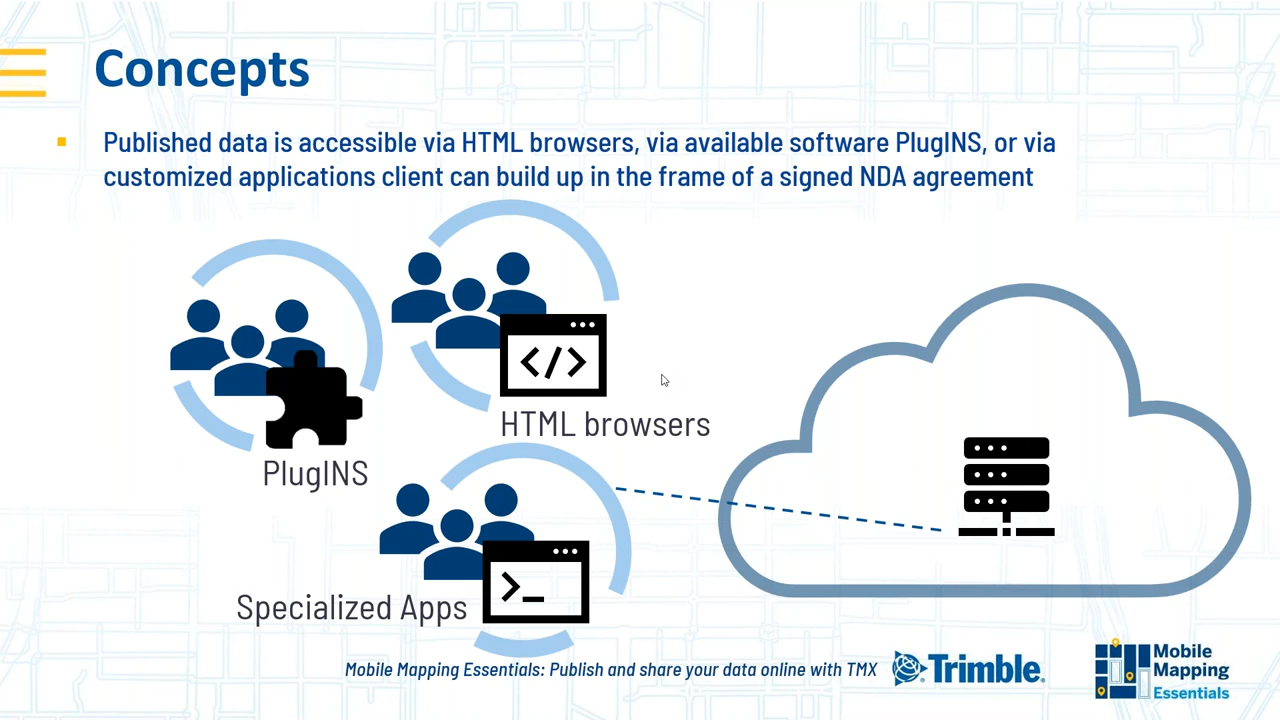 Concepts
Published data is accessible via HTML browsers, via available software PlugINS, or via
customized applications client can build up in the frame of a signed NDA agreement
</>
HTML browsers
PlugINS
>_
Specialized Apps
Mobile Mapping Essentials: Publish and share your data online with TMX
Trimble®
Mobile
Mapping
Essentials